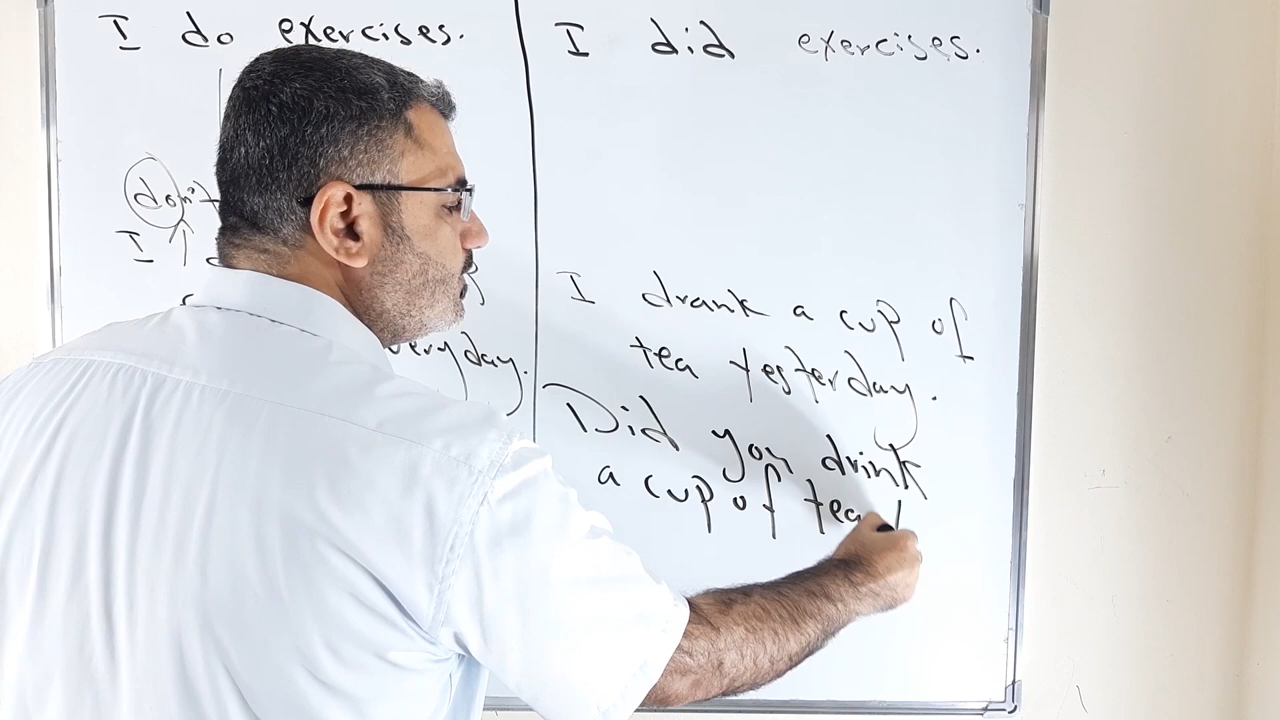 I do exercises.
don't
I
everyday.
I did exercises.
I drank a cup of
tea yesterday.
Did you drink
a cup of tea